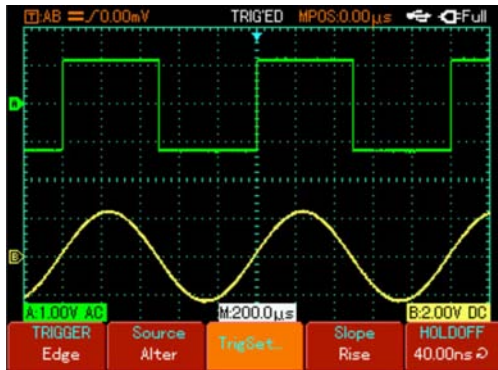 T:AB = 0.00mV TRIG'ED MPOS:0.00μs Full
A
B
A:1.00V AC M:200.0μs B:2.00V DC
TRIGGER Source TrigSet... Slope HOLDOFF
Edge Alter Rise 40.00ns